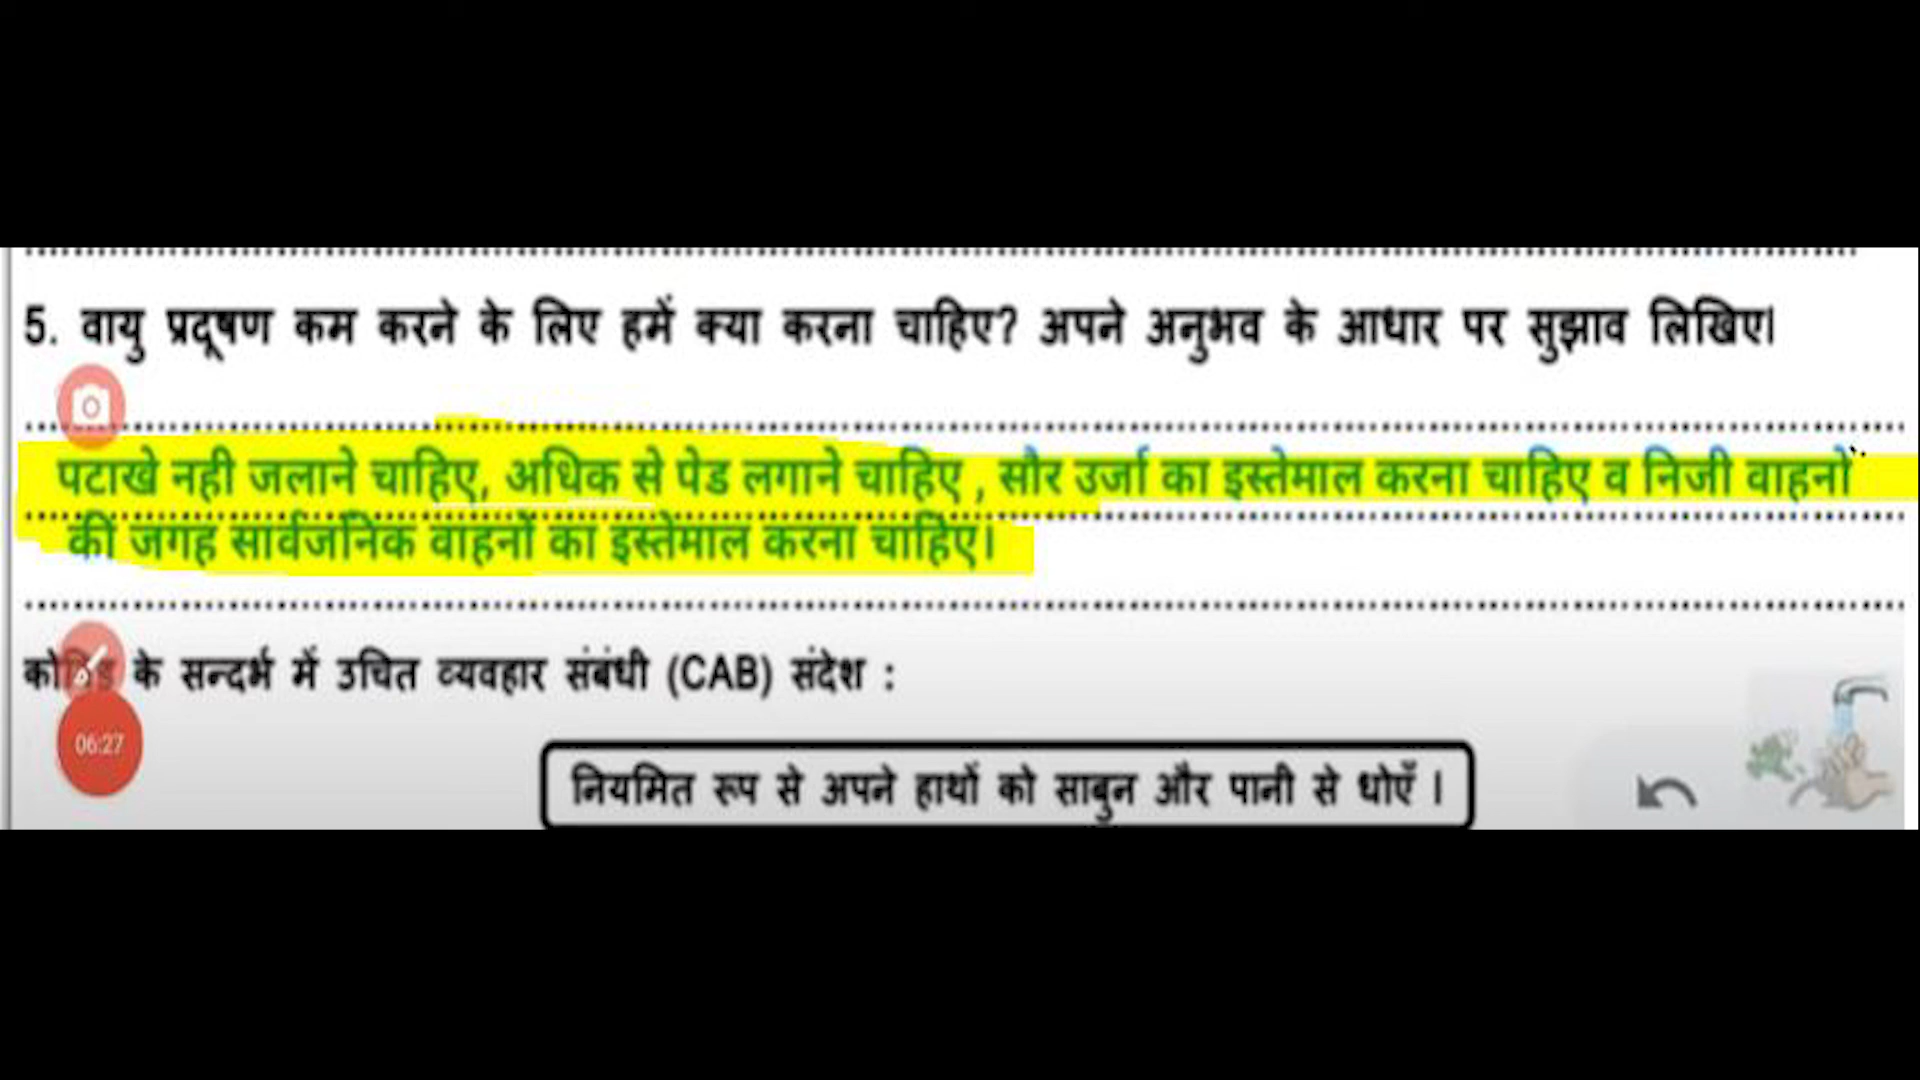 5. वायु प्रदूषण कम करने के लिए हमें क्या करना चाहिए? अपने अनुभव के आधार पर सुझाव लिखिए।
पटाखे नही जलाने चाहिए, अधिक से पेड लगाने चाहिए , सौर उर्जा का इस्तेमाल करना चाहिए व निजी वाहनो
की जगह सार्वजनिक वाहनों का इस्तेमाल करना चाहिए।
के सन्दर्भ में उचित व्यवहार संबंधी (CAB) संदेश :
06:27
नियमित रूप से अपने हाथों को साबुन और पानी से धोएँ ।